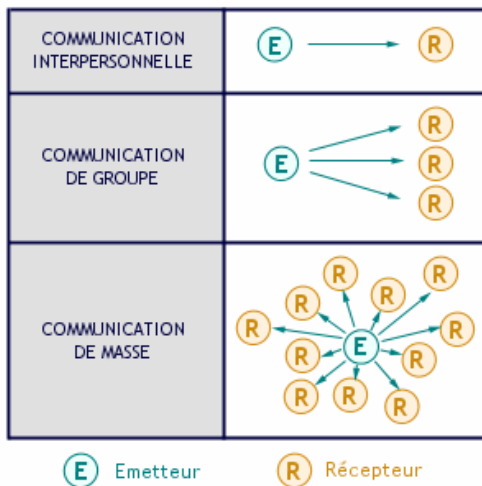 COMMUNICATION
INTERPERSONNELLE
E
R
COMMUNICATION
DE GROUPE
E
R
R
R
COMMUNICATION
DE MASSE
R
R
R
R
R
R
E
R
R
R
R
R
E Emetteur
R Récepteur